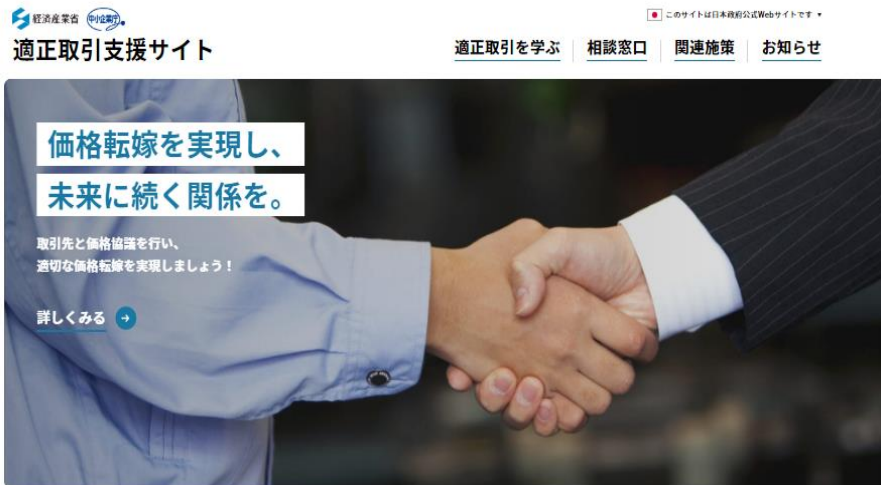 経済産業省 中小企業庁
このサイトは日本政府公式Webサイトです
適正取引支援サイト
適正取引を学ぶ 相談窓口 関連施策 お知らせ
価格転嫁を実現し、
未来に続く関係を。
取引先と価格協議を行い、
適切な価格転嫁を実現しましょう！
詳しくみる